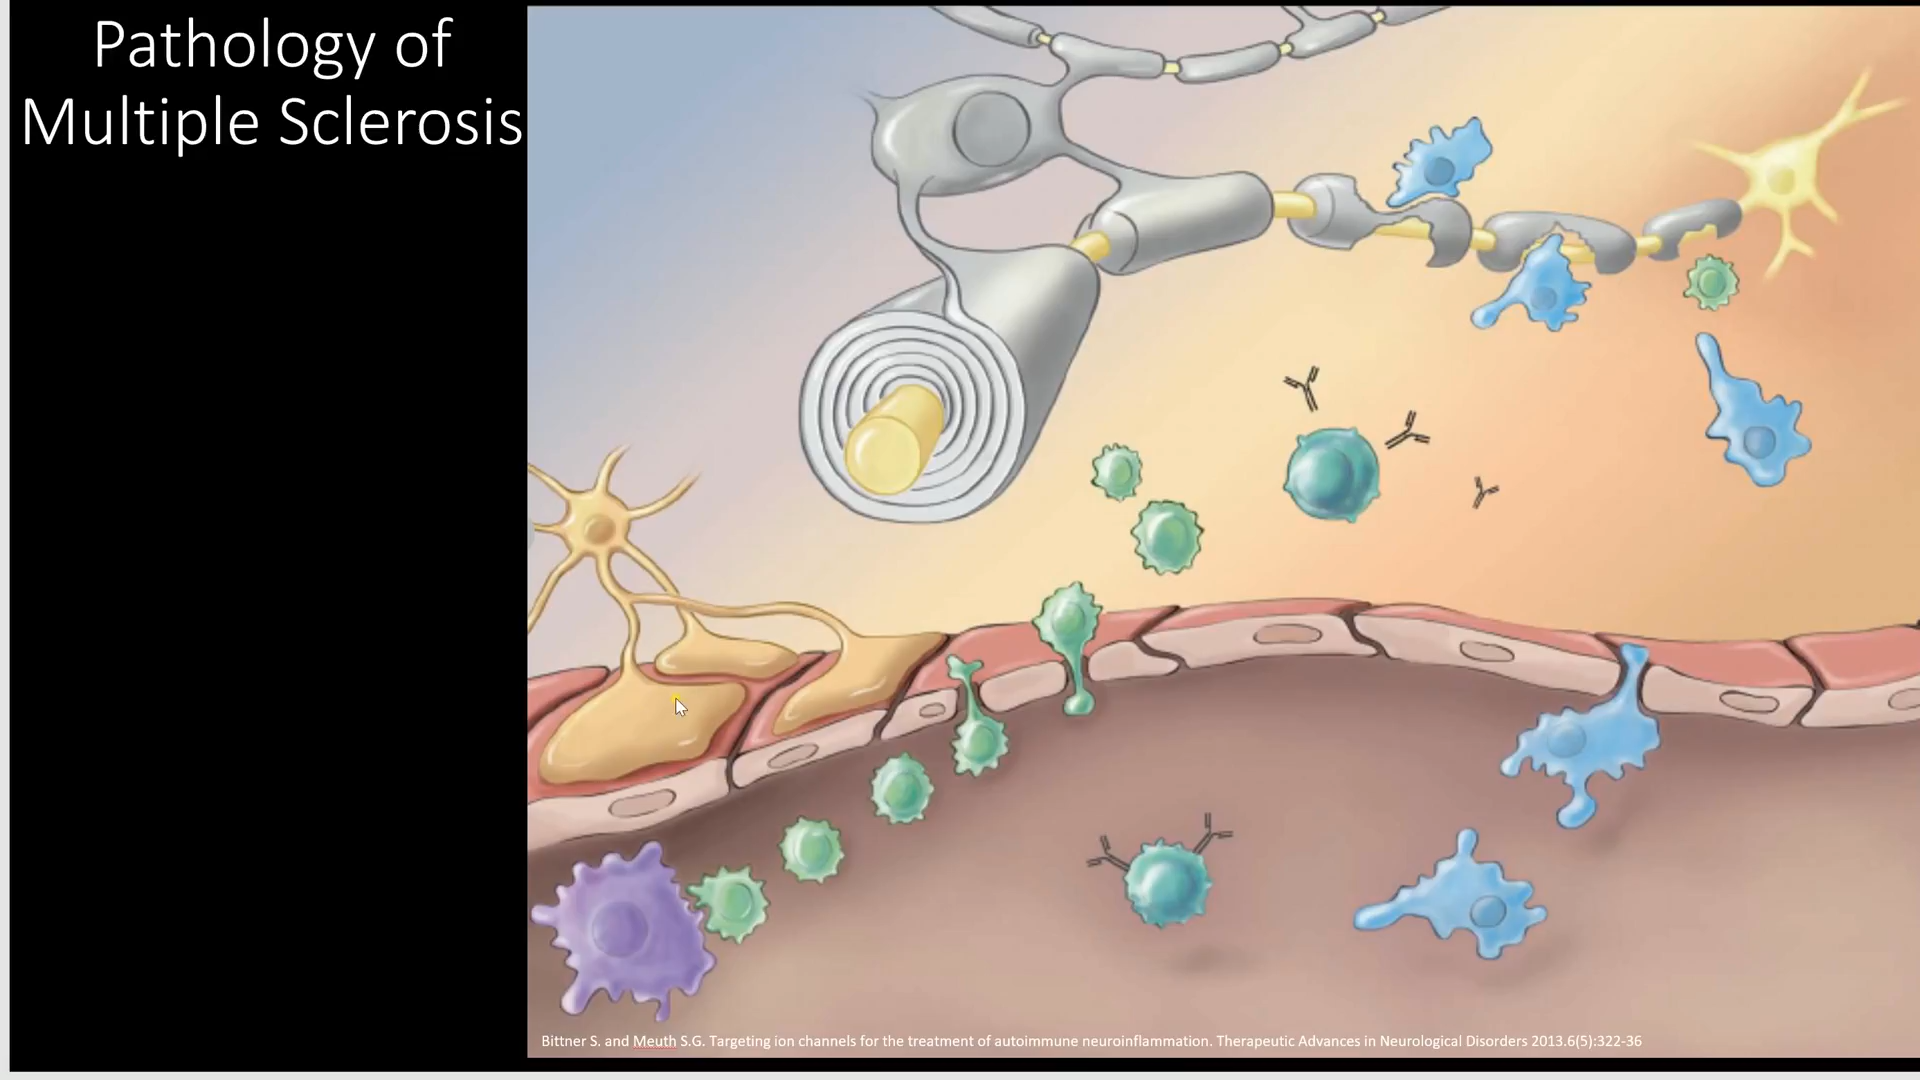 Pathology of
Multiple Sclerosis
Bittner S. and Meuth S.G. Targeting ion channels for the treatment of autoimmune neuroinflammation. Therapeutic Advances in Neurological Disorders 2013.6(5):322-36